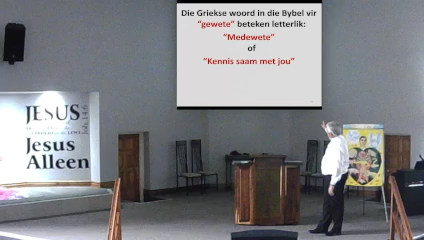 Die Griekse woord in die Bybel vir
“gewete” beteken letterlik:
“Medewete”
of
“Kennis saam met jou”
JESUS
Jesus
Alleen